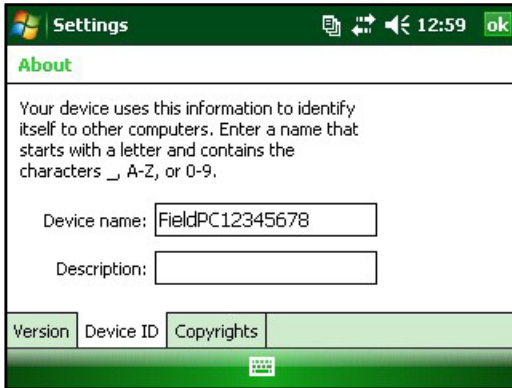 Settings 12:59 ok
About
Your device uses this information to identify
itself to other computers. Enter a name that
starts with a letter and contains the
characters _, A-Z, or 0-9.
Device name: FieldPC12345678
Description:
Version Device ID Copyrights